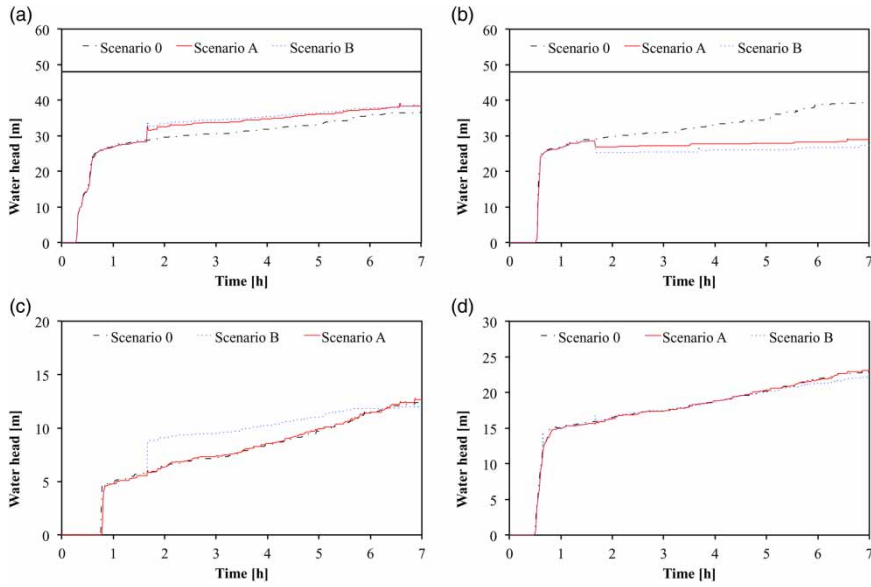 (a)
60
50
40
30
20
10
0
Water head [m]
Scenario 0 Scenario A Scenario B
0 1 2 3 4 5 6 7
Time [h]
(b)
60
50
40
30
20
10
0
Water head [m]
Scenario 0 Scenario A Scenario B
0 1 2 3 4 5 6 7
Time [h]
(c)
20
15
10
5
0
Water head [m]
Scenario 0 Scenario B Scenario A
0 1 2 3 4 5 6 7
Time [h]
(d)
30
25
20
15
10
5
0
Water head [m]
Scenario 0 Scenario A Scenario B
0 1 2 3 4 5 6 7
Time [h]